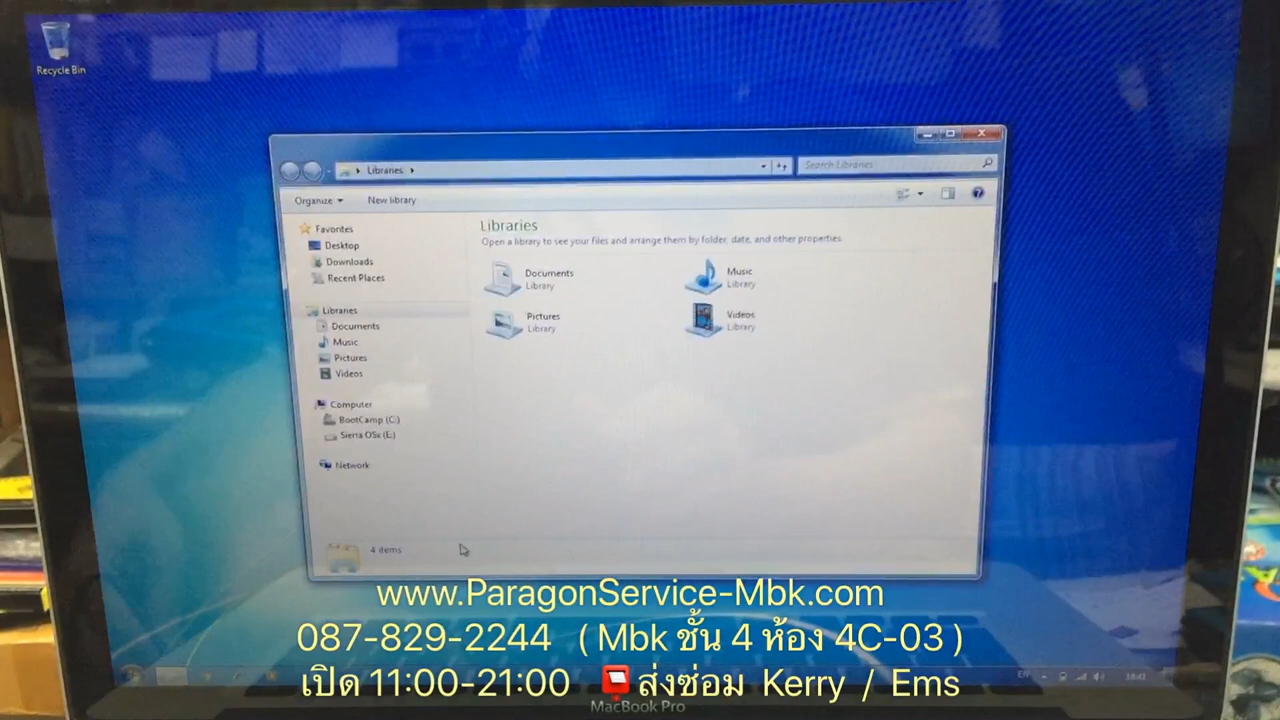 Recycle Bin
Libraries
Search Libraries
Organize
New library
Favorites
Desktop
Downloads
Recent Places
Libraries
Documents
Music
Pictures
Videos
Computer
BootCamp (C:)
Sierra OSx (E:)
Network
Libraries
Open a library to see your files and arrange them by folder, date, and other properties.
Documents
Library
Music
Library
Pictures
Library
Videos
Library
4 items
www.ParagonService-Mbk.com
087-829-2244 ( Mbk ชั้น 4 ห้อง 4C-03 )
เปิด 11:00-21:00 ส่งซ่อม Kerry / Ems
EN
18:41
MacBook Pro